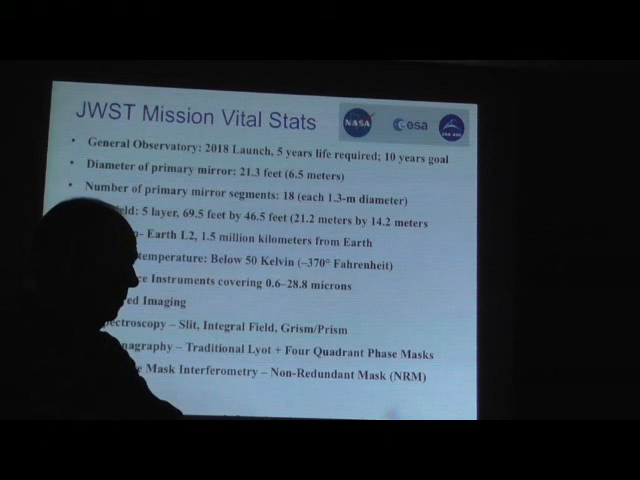 JWST Mission Vital Stats
NASA
esa
• General Observatory: 2018 Launch, 5 years life required; 10 years goal
• Diameter of primary mirror: 21.3 feet (6.5 meters)
• Number of primary mirror segments: 18 (each 1.3-m diameter)
5 layer, 69.5 feet by 46.5 feet (21.2 meters by 14.2 meters
Earth L2, 1.5 million kilometers from Earth
temperature: Below 50 Kelvin (–370° Fahrenheit)
Instruments covering 0.6–28.8 microns
Imaging
– Slit, Integral Field, Grism/Prism
– Traditional Lyot + Four Quadrant Phase Masks
Mask Interferometry – Non-Redundant Mask (NRM)